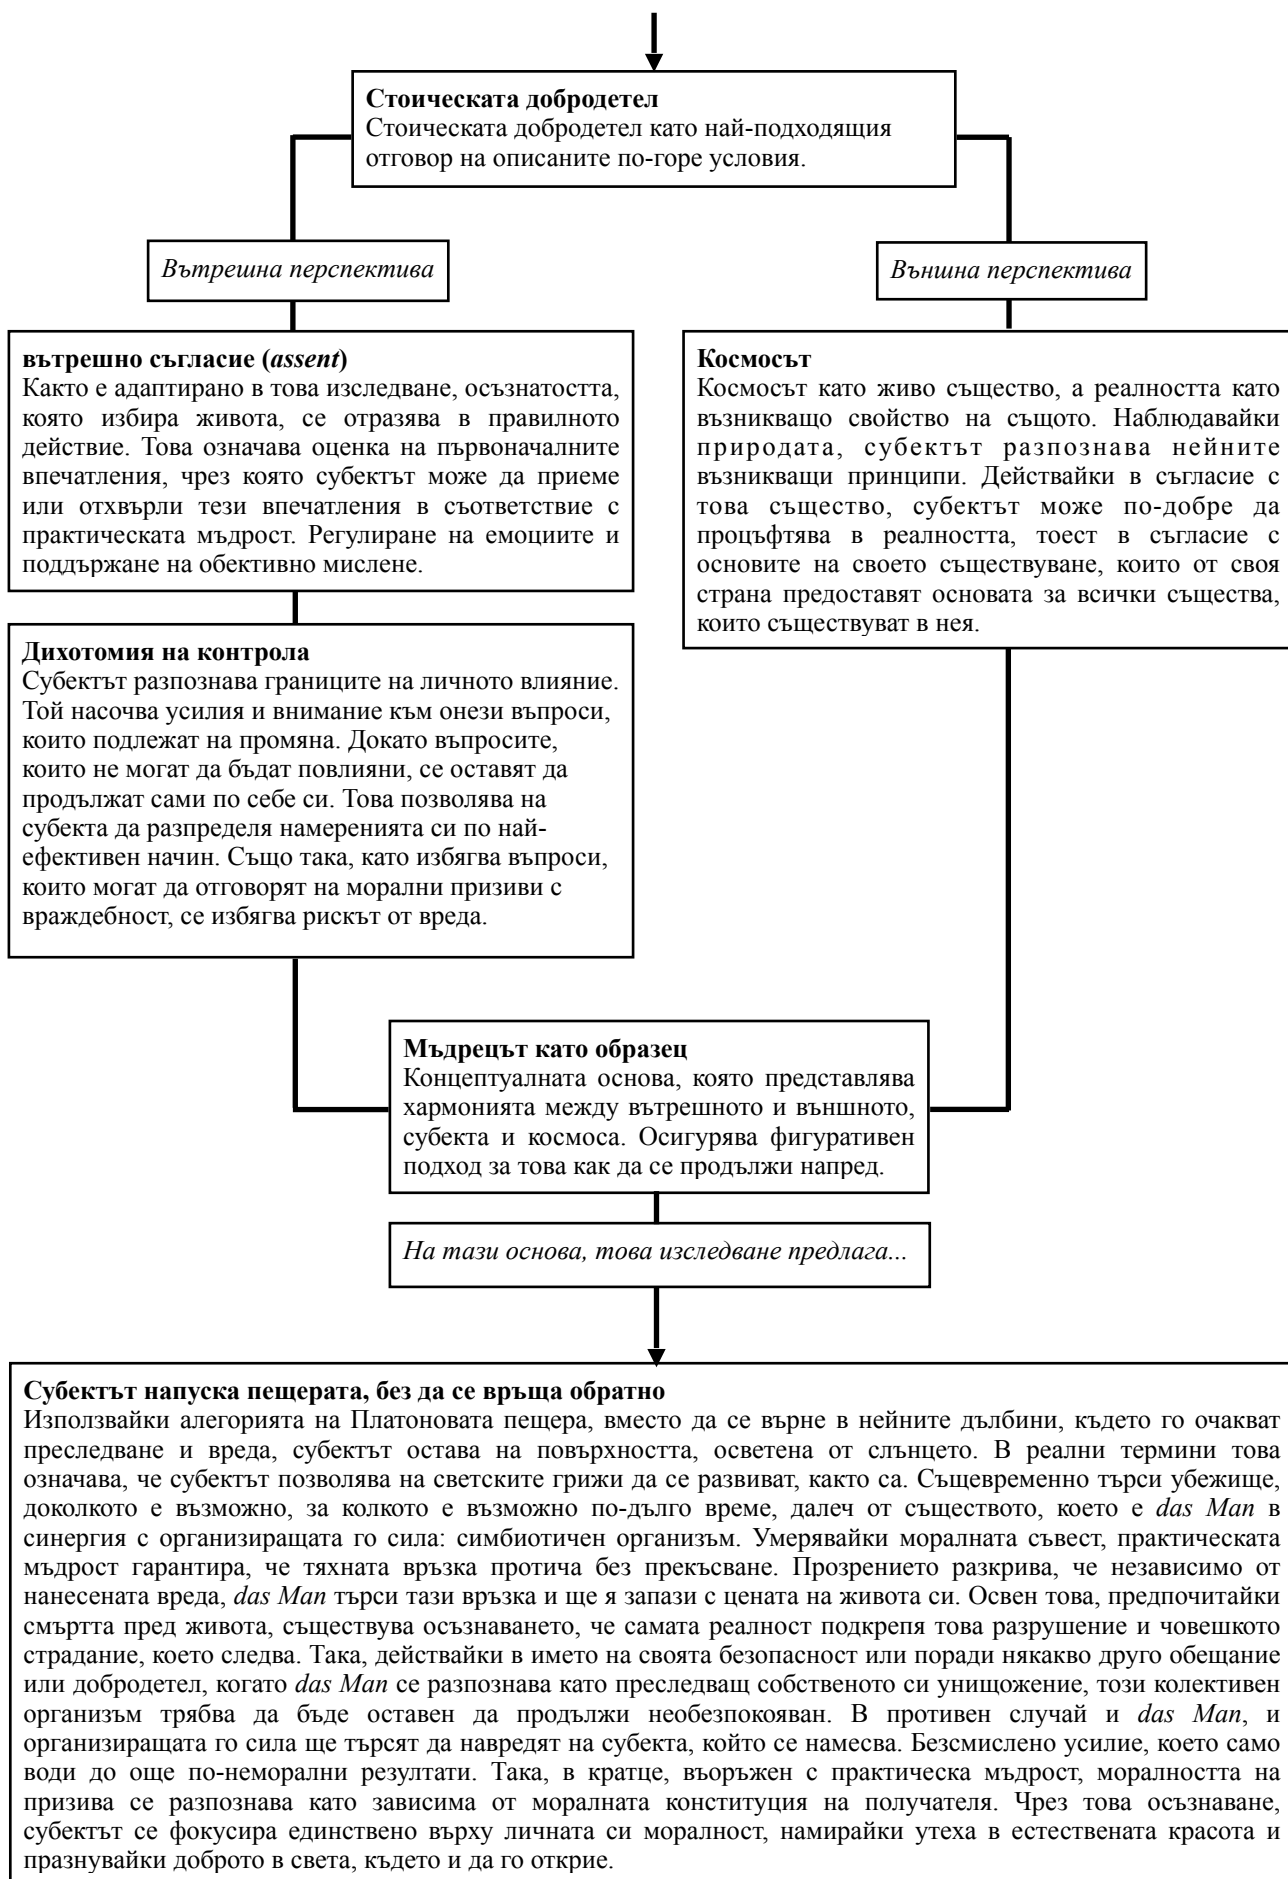 Стоическата добродетел
Стоическата добродетел като най-подходящия
отговор на описаните по-горе условия.
Вътрешна перспектива
Външна перспектива
вътрешно съгласие (assent)
Както е адаптирано в това изследване, осъзнатостта,
която избира живота, се отразява в правилното
действие. Това означава оценка на първоначалните
впечатления, чрез която субектът може да приеме
или отхвърли тези впечатления в съответствие с
практическата мъдрост. Регулиране на емоциите и
поддържане на обективно мислене.
Космосът
Космосът като живо същество, а реалността като
възникващо свойство на същото. Наблюдавайки
природата, субектът разпознава нейните
възникващи принципи. Действайки в съгласие с
това същество, субектът може по-добре да
процъфтява в реалността, тоест в съгласие с
основите на своето съществуване, които от своя
страна предоставят основата за всички същества,
които съществуват в нея.
Дихотомия на контрола
Субектът разпознава границите на личното влияние.
Той насочва усилия и внимание към онези въпроси,
които подлежат на промяна. Докато въпросите,
които не могат да бъдат повлияни, се оставят да
продължат сами по себе си. Това позволява на
субекта да разпределя намеренията си по най-
ефективен начин. Също така, като избягва въпроси,
които могат да отговорят на морални призиви с
враждебност, се избягва рискът от вреда.
Мъдрецът като образец
Концептуалната основа, която представлява
хармонията между вътрешното и външното,
субекта и космоса. Осигурява фигуративен
подход за това как да се продължи напред.
На тази основа, това изследване предлага...
Субектът напуска пещерата, без да се връща обратно
Използвайки алегорията на Платоновата пещера, вместо да се върне в нейните дълбини, където го очакват
преследване и вреда, субектът остава на повърхността, осветена от слънцето. В реални термини това
означава, че субектът позволява на светските грижи да се развиват, както са. Същевременно търси убежище,
доколкото е възможно, за колкото е възможно по-дълго време, далеч от съществото, което е das Man в
синергия с организиращата го сила: симбиотичен организъм. Умерявайки моралната съвест, практическата
мъдрост гарантира, че тяхната връзка протича без прекъсване. Прозрението разкрива, че независимо от
нанесената вреда, das Man търси тази връзка и ще я запази с цената на живота си. Освен това, предпочитайки
смъртта пред живота, съществува осъзнаването, че самата реалност подкрепя това разрушение и човешкото
страдание, което следва. Така, действайки в името на своята безопасност или поради някакво друго обещание
или добродетел, когато das Man се разпознава като преследващ собственото си унищожение, този колективен
организъм трябва да бъде оставен да продължи необезпокояван. В противен случай и das Man, и
организиращата го сила ще търсят да навредят на субекта, който се намесва. Безсмислено усилие, което само
води до още по-неморални резултати. Така, в кратце, въоръжен с практическа мъдрост, моралността на
призива се разпознава като зависима от моралната конституция на получателя. Чрез това осъзнаване,
субектът се фокусира единствено върху личната си моралност, намирайки утеха в естествената красота и
празнувайки доброто в света, където и да го открие.